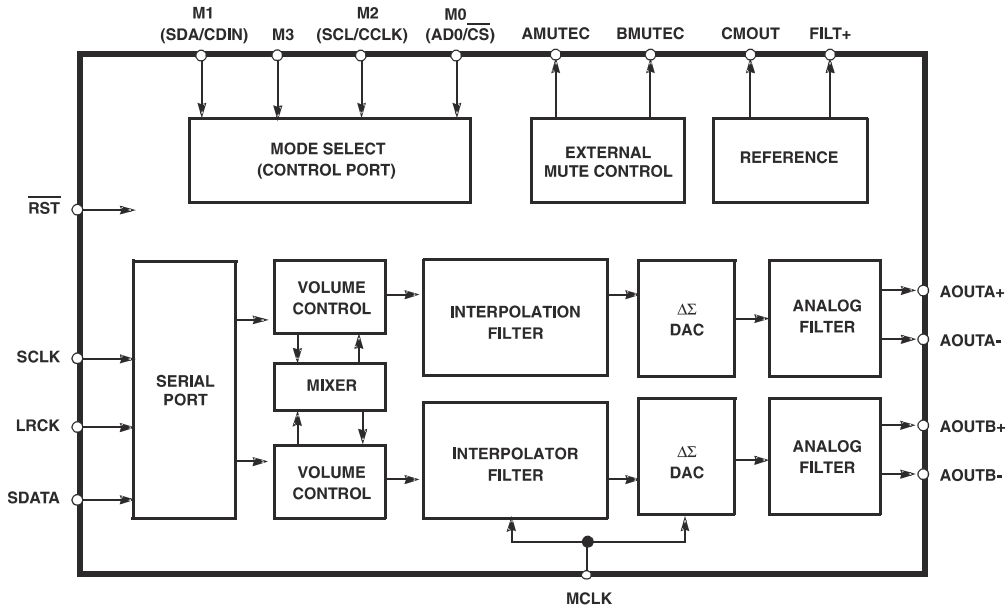 M1
(SDA/CDIN)
M3
M2
(SCL/CCLK)
M0
(AD0/CS)
AMUTEC
BMUTEC
CMOUT
FILT+
MODE SELECT
(CONTROL PORT)
EXTERNAL
MUTE CONTROL
REFERENCE
RST
SERIAL
PORT
VOLUME
CONTROL
INTERPOLATION
FILTER
ΔΣ
DAC
ANALOG
FILTER
AOUTA+
AOUTA-
SCLK
LRCK
SDATA
MIXER
VOLUME
CONTROL
INTERPOLATOR
FILTER
ΔΣ
DAC
ANALOG
FILTER
AOUTB+
AOUTB-
MCLK